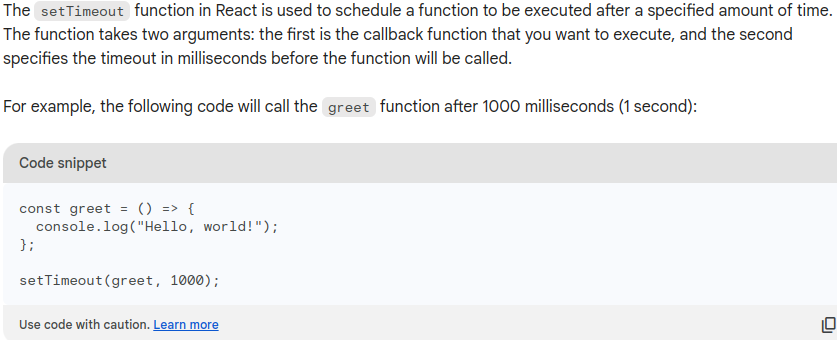 The setTimeout function in React is used to schedule a function to be executed after a specified amount of time.
The function takes two arguments: the first is the callback function that you want to execute, and the second
specifies the timeout in milliseconds before the function will be called.
For example, the following code will call the greet function after 1000 milliseconds (1 second):
Code snippet
const greet = () => {
  console.log("Hello, world!");
};
setTimeout(greet, 1000);
Use code with caution. Learn more